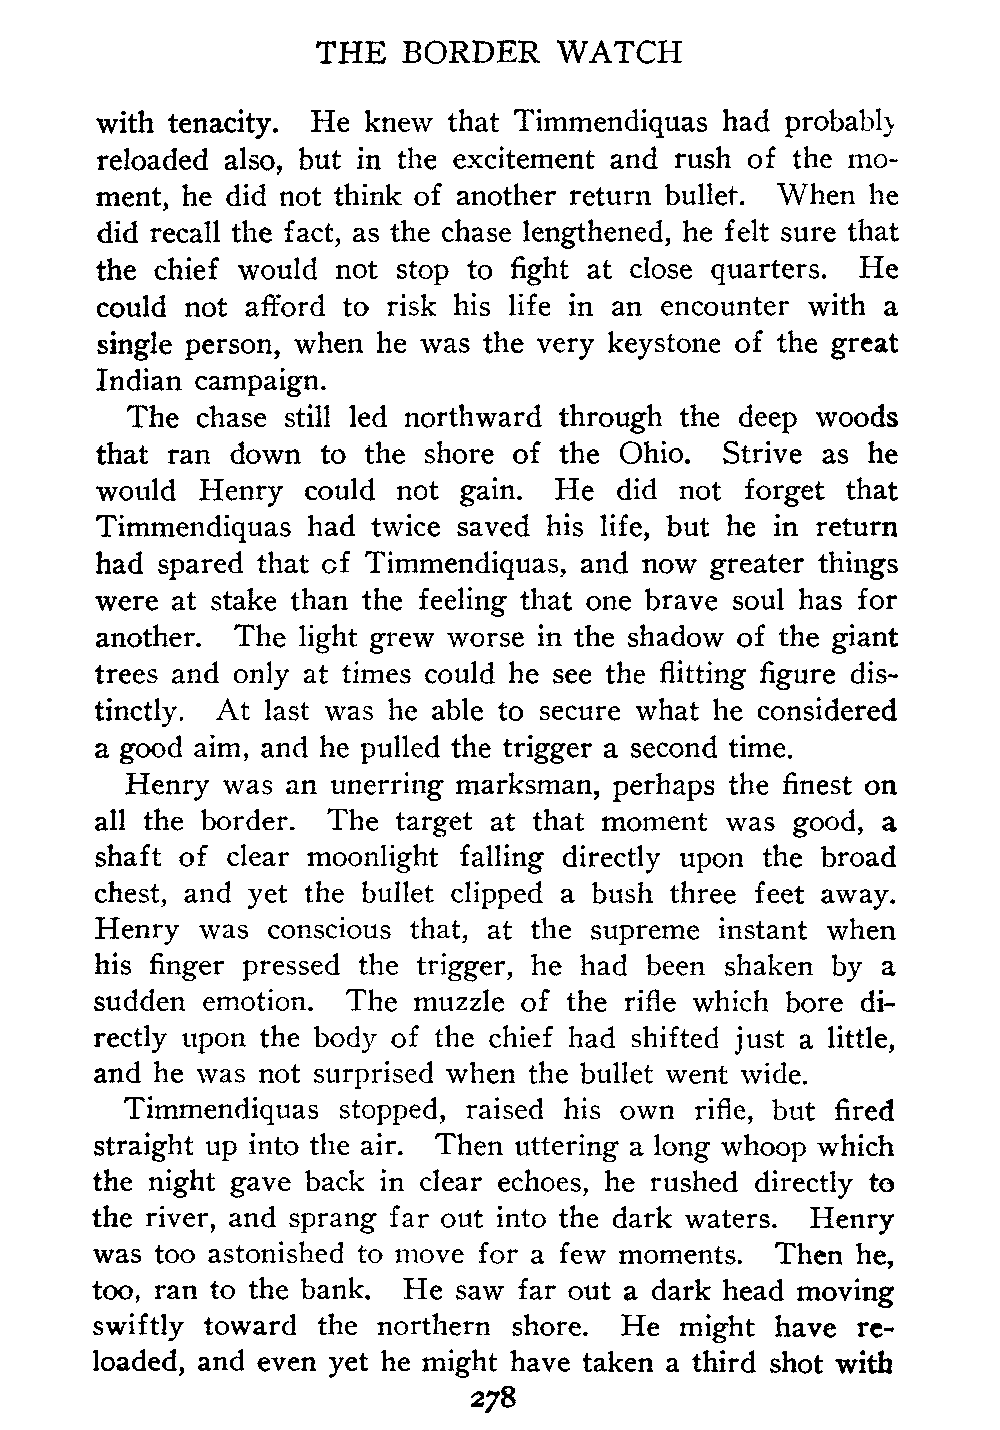 THE BORDER WATCH
with tenacity. He knew that Timmendiquas had probably
reloaded also, but in the excitement and rush of the mo-
ment, he did not think of another return bullet. When he
did recall the fact, as the chase lengthened, he felt sure that
the chief would not stop to fight at close quarters. He
could not afford to risk his life in an encounter with a
single person, when he was the very keystone of the great
Indian campaign.
The chase still led northward through the deep woods
that ran down to the shore of the Ohio. Strive as he
would Henry could not gain. He did not forget that
Timmendiquas had twice saved his life, but he in return
had spared that of Timmendiquas, and now greater things
were at stake than the feeling that one brave soul has for
another. The light grew worse in the shadow of the giant
trees and only at times could he see the flitting figure dis-
tinctly. At last was he able to secure what he considered
a good aim, and he pulled the trigger a second time.
Henry was an unerring marksman, perhaps the finest on
all the border. The target at that moment was good, a
shaft of clear moonlight falling directly upon the broad
chest, and yet the bullet clipped a bush three feet away.
Henry was conscious that, at the supreme instant when
his finger pressed the trigger, he had been shaken by a
sudden emotion. The muzzle of the rifle which bore di-
rectly upon the body of the chief had shifted just a little,
and he was not surprised when the bullet went wide.
Timmendiquas stopped, raised his own rifle, but fired
straight up into the air. Then uttering a long whoop which
the night gave back in clear echoes, he rushed directly to
the river, and sprang far out into the dark waters. Henry
was too astonished to move for a few moments. Then he,
too, ran to the bank. He saw far out a dark head moving
swiftly toward the northern shore. He might have re-
loaded, and even yet he might have taken a third shot with
278